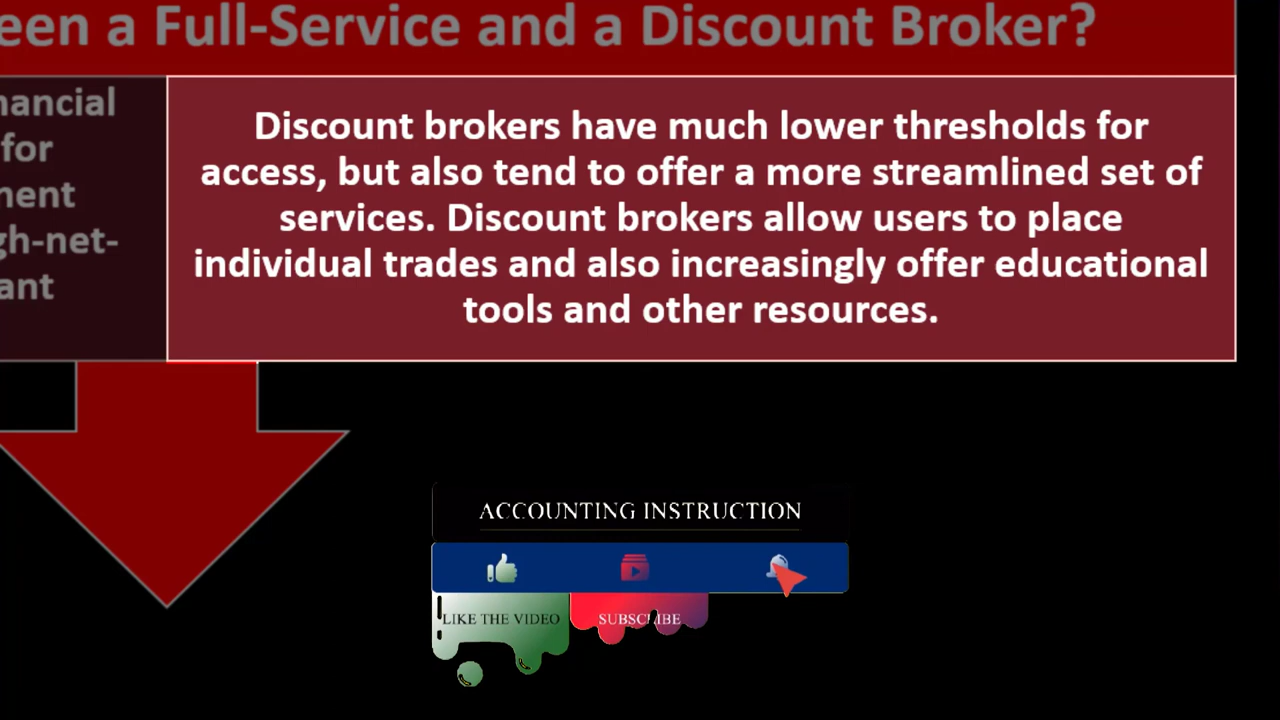 een a Full-Service and a Discount Broker?
nancial
for
nent
gh-net-
ant
Discount brokers have much lower thresholds for
access, but also tend to offer a more streamlined set of
services. Discount brokers allow users to place
individual trades and also increasingly offer educational
tools and other resources.
ACCOUNTING INSTRUCTION
LIKE THE VIDEO
SUBSCRIBE